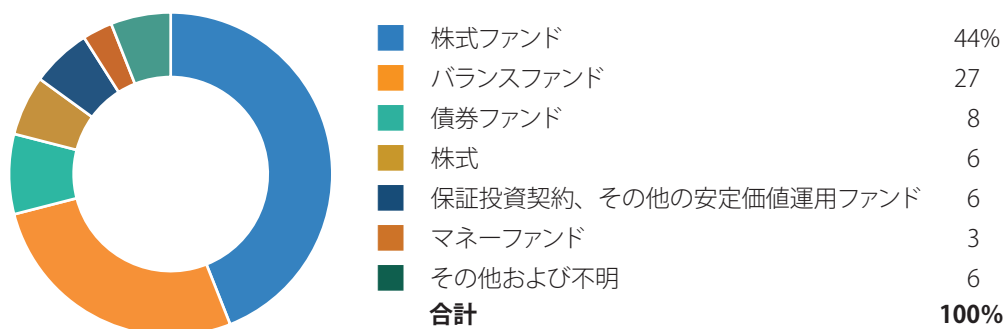 株式ファンド 44%
バランスファンド 27
債券ファンド 8
株式 6
保証投資契約、その他の安定価値運用ファンド 6
マネーファンド 3
その他および不明 6
合計 100%